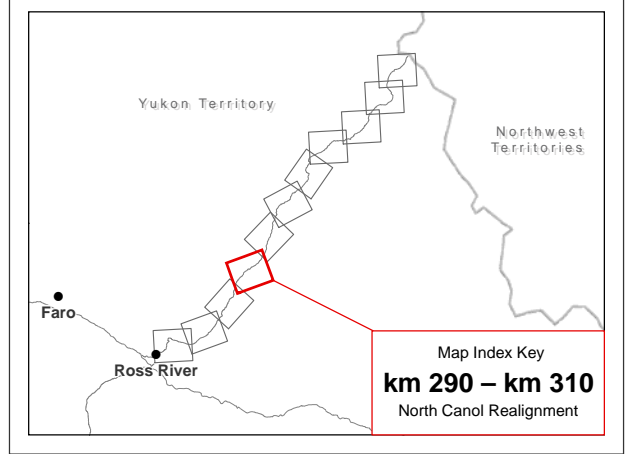 Yukon Territory
Northwest
Territories
Faro
Ross River
Map Index Key
km 290 – km 310
North Canol Realignment